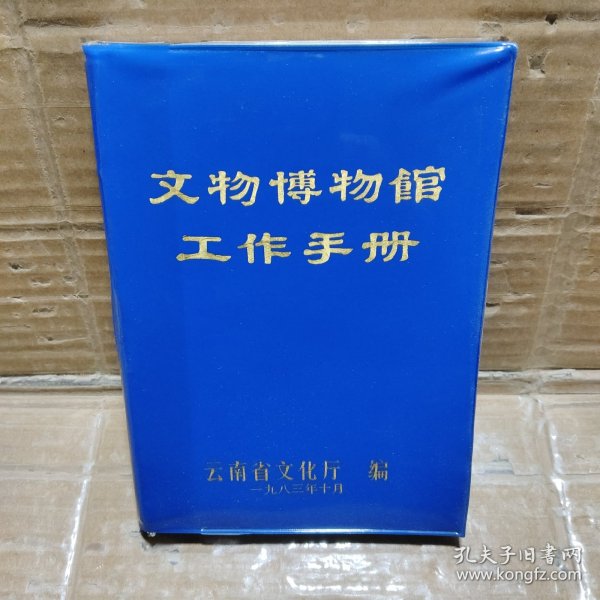 文物博物館
工作手册
云南省文化厅 编
一九八三年十月
孔夫子旧書网
www.kongfz.com